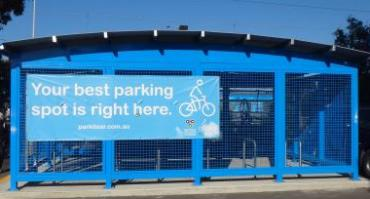 Your best parking
spot is right here.
parkiteer.com.au